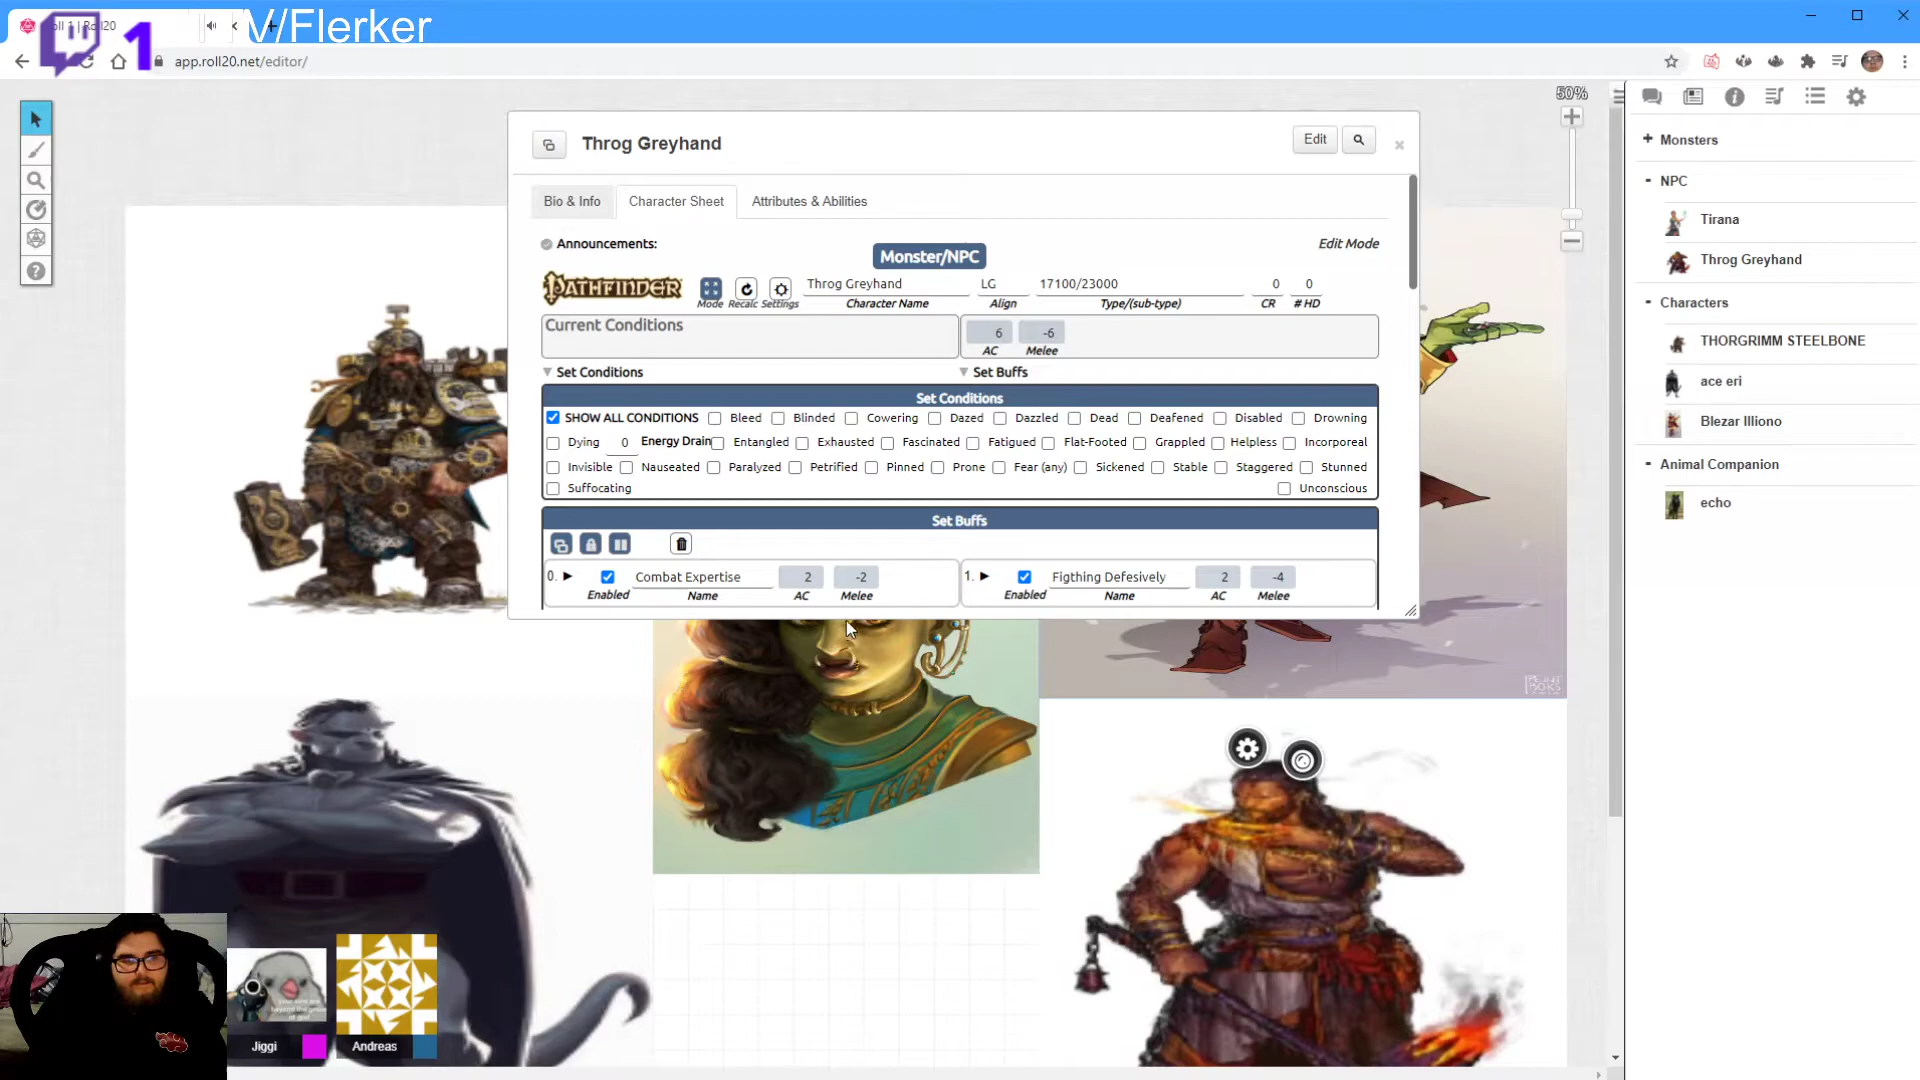 1
V/Flerker
Roll20
app.roll20.net/editor/
50%
Throg Greyhand
Edit
Bio & Info
Character Sheet
Attributes & Abilities
Announcements:
Monster/NPC
Edit Mode
PATHFINDER
Throg Greyhand LG 17100/23000 0 0
Mode Recalc Settings Character Name Align Type/(sub-type) CR # HD
Current Conditions
6 -6
AC Melee
Set Conditions
Set Buffs
Set Conditions
SHOW ALL CONDITIONS Bleed Blinded Cowering Dazed Dazzled Dead Deafened Disabled Drowning
Dying 0 Energy Drain Entangled Exhausted Fascinated Fatigued Flat-Footed Grappled Helpless Incorporeal
Invisible Nauseated Paralyzed Petrified Pinned Prone Fear (any) Sickened Stable Staggered Stunned
Suffocating Unconscious
Set Buffs
0. Combat Expertise 2 -2 1. Figthing Defesively 2 -4
Enabled Name AC Melee Enabled Name AC Melee
Monsters
NPC
Tirana
Throg Greyhand
Characters
THORGRIMM STEELBONE
ace eri
Blezar Illiono
Animal Companion
echo
Jiggi
Andreas